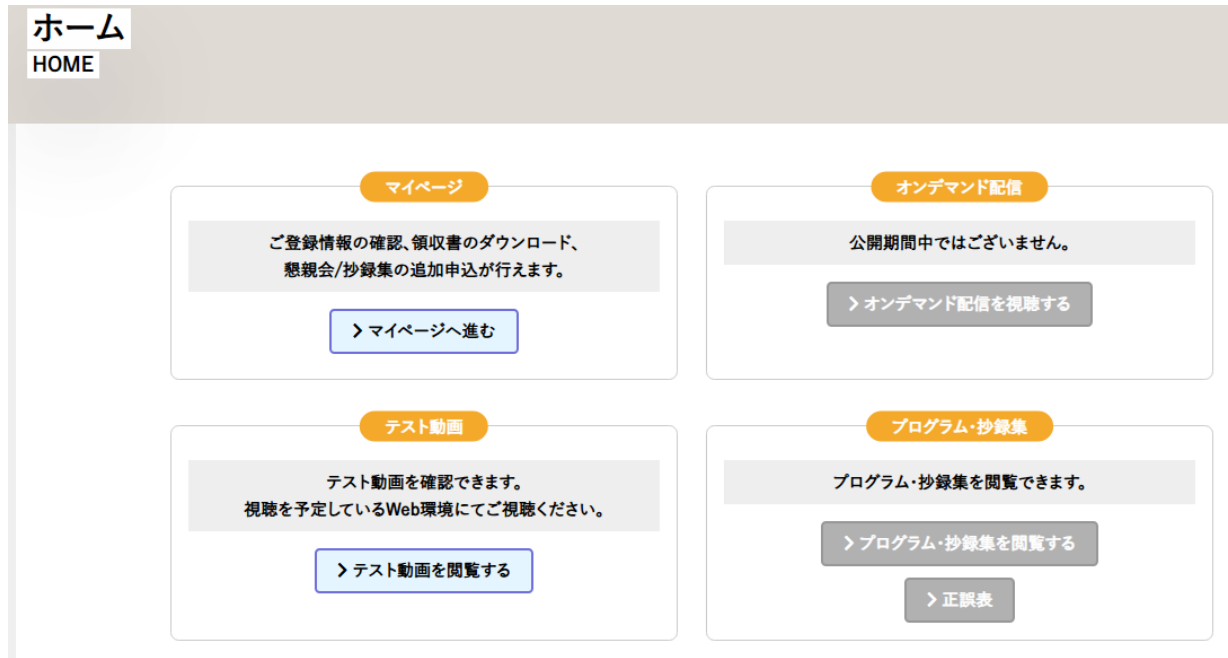 ホーム
HOME
マイページ
ご登録情報の確認、領収書のダウンロード、
懇親会/抄録集の追加申込が行えます。
マイページへ進む
オンデマンド配信
公開期間中ではございません。
オンデマンド配信を視聴する
テスト動画
テスト動画を確認できます。
視聴を予定しているWeb環境にてご視聴ください。
テスト動画を閲覧する
プログラム・抄録集
プログラム・抄録集を閲覧できます。
プログラム・抄録集を閲覧する
正誤表